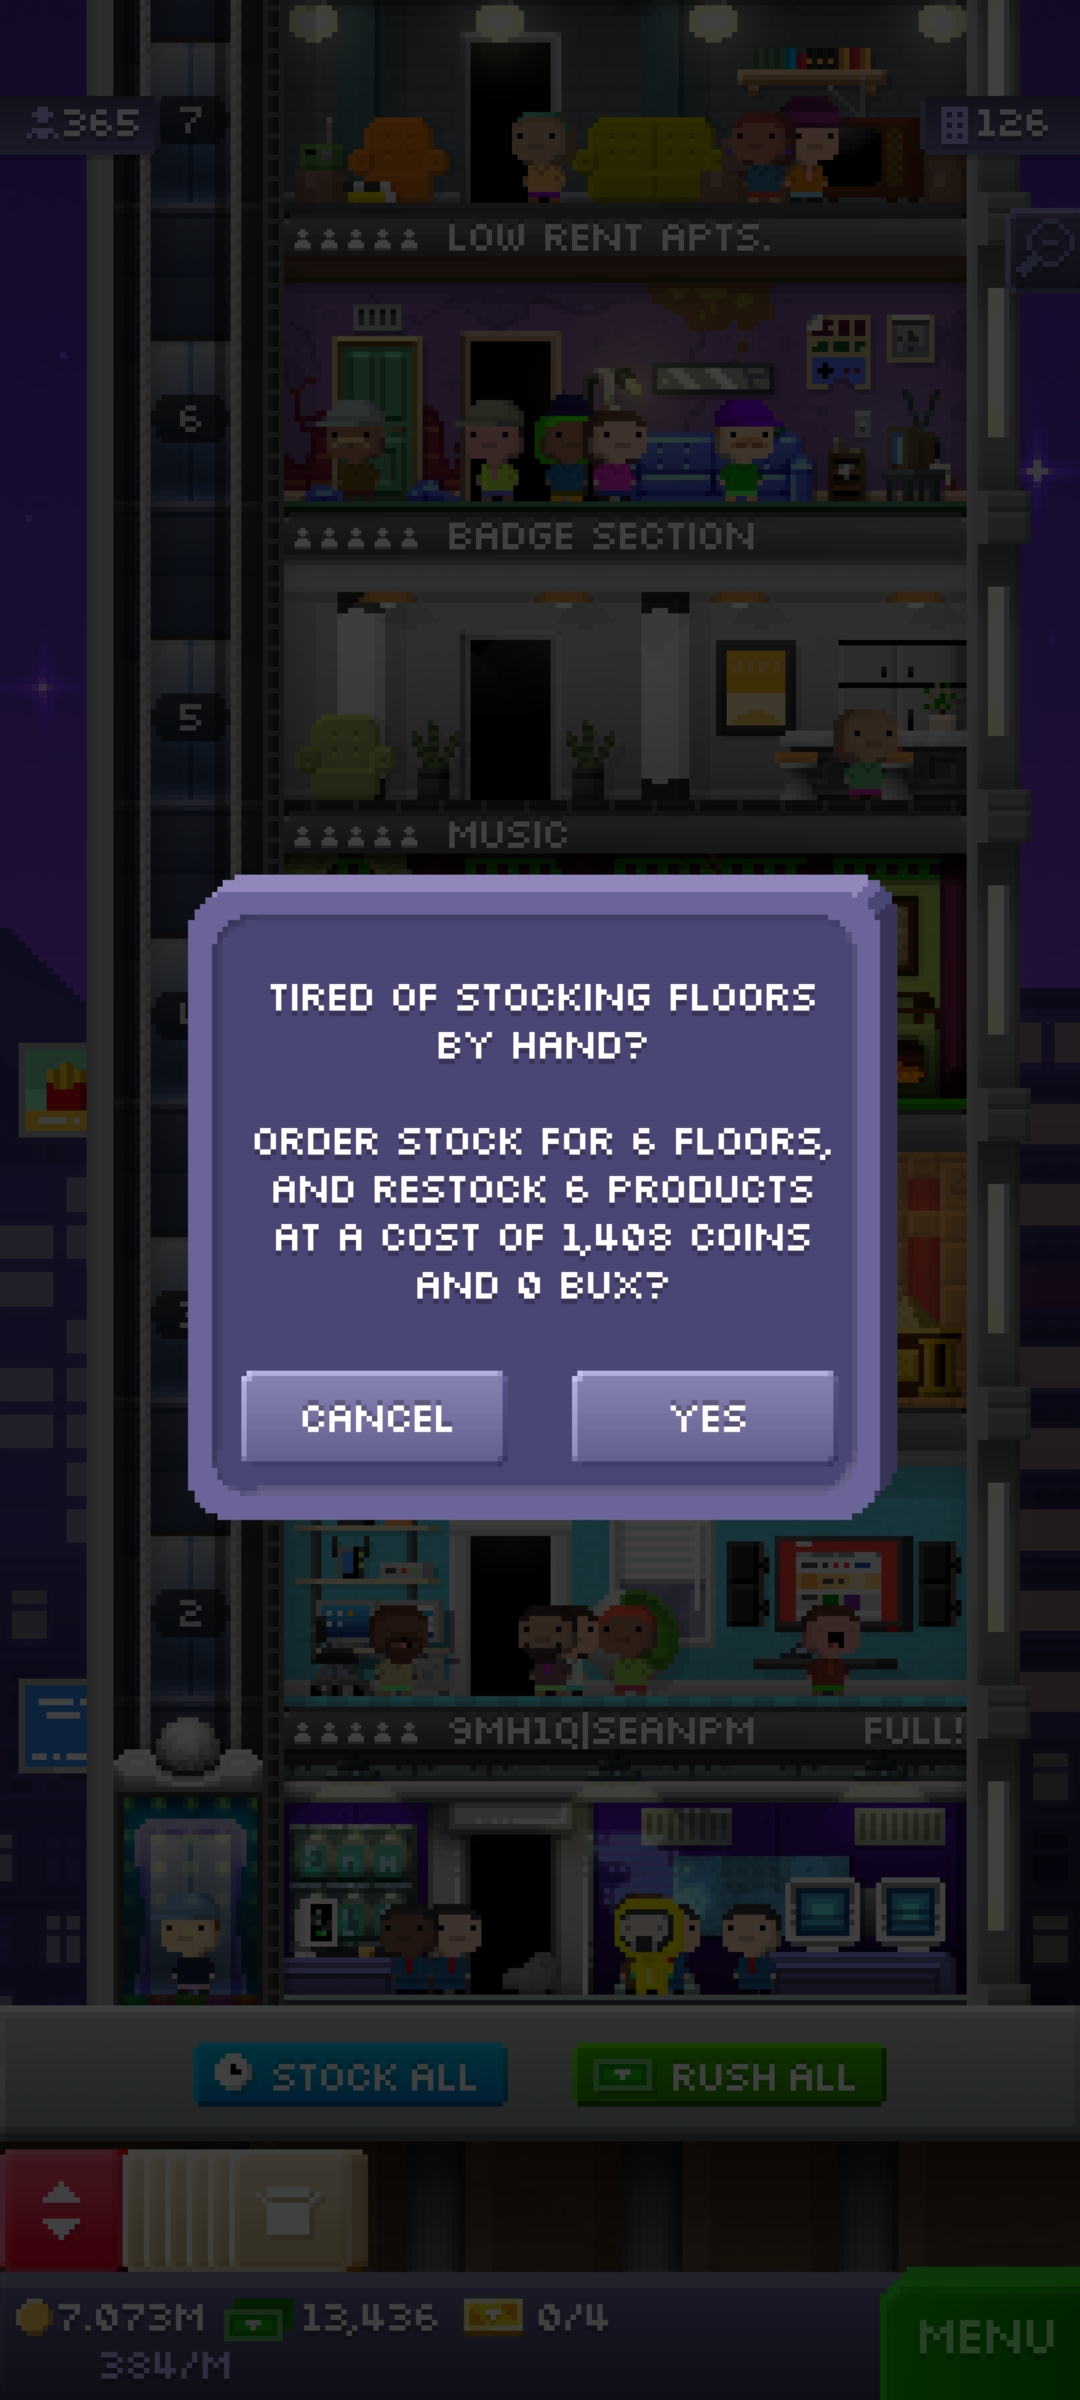 365
7
126
LOW RENT APTS.
6
BADGE SECTION
5
MUSIC
TIRED OF STOCKING FLOORS
BY HAND?
ORDER STOCK FOR 6 FLOORS,
AND RESTOCK 6 PRODUCTS
AT A COST OF 1,408 COINS
AND 0 BUX?
CANCEL
YES
2
9MH1Q|SEANPM
FULL!
STOCK ALL
RUSH ALL
7.073M
13,436
0/4
384/M
MENU